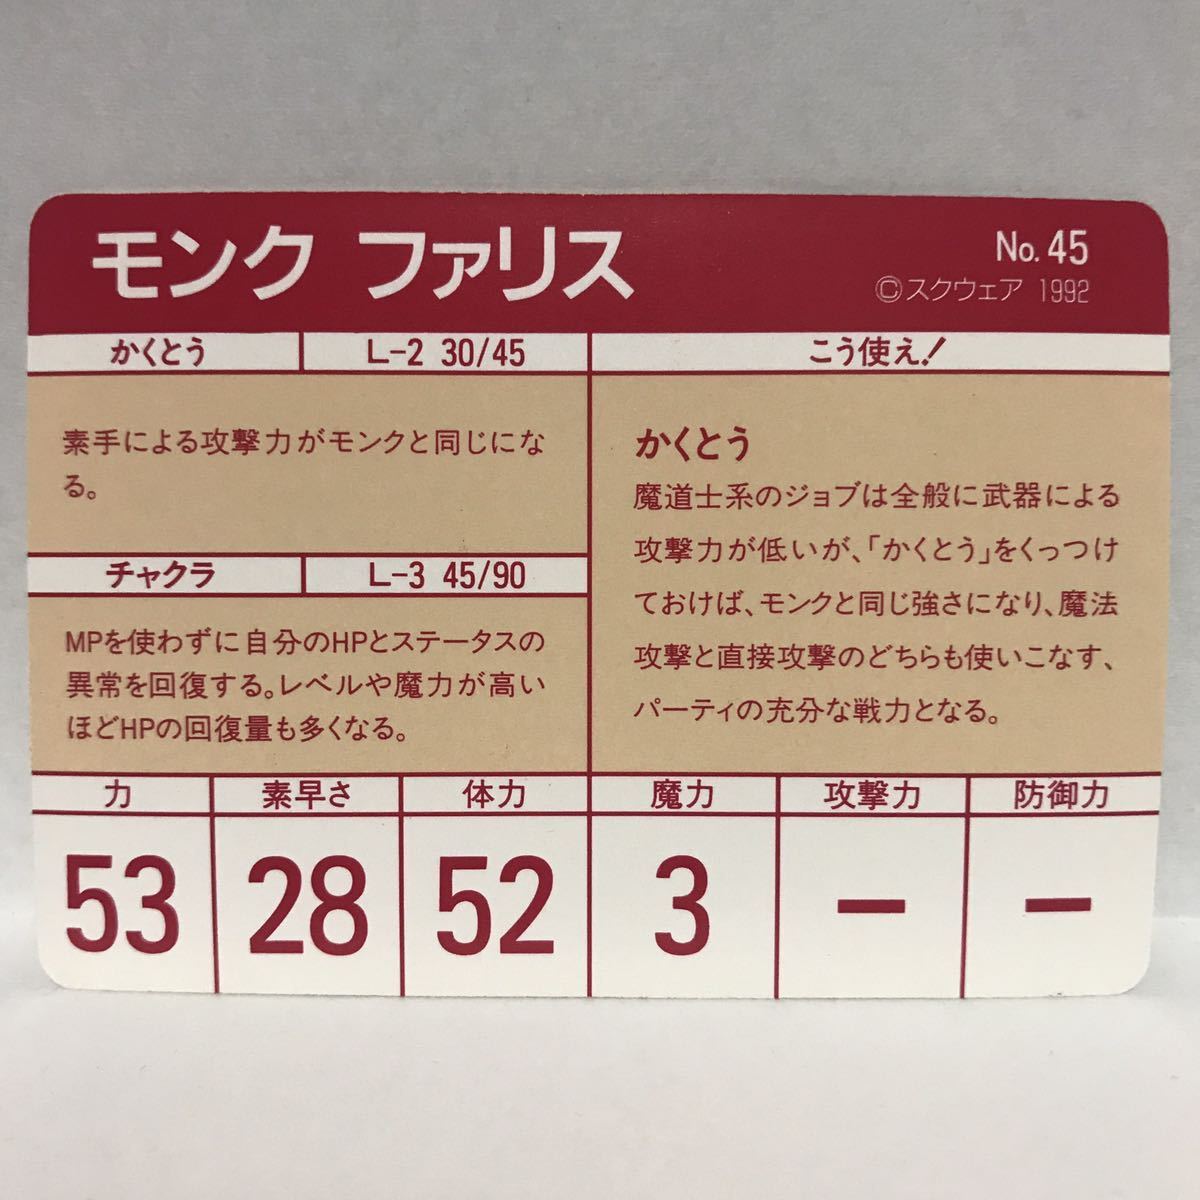 モンク ファリス
No. 45
©スクウェア 1992
かくとう
L-2 30/45
素手による攻撃力がモンクと同じにな
る。
チャクラ
L-3 45/90
MPを使わずに自分のHPとステータスの
異常を回復する。レベルや魔力が高い
ほどHPの回復量も多くなる。
こう使え!
かくとう
魔道士系のジョブは全般に武器による
攻撃力が低いが、「かくとう」をくっつけ
ておけば、モンクと同じ強さになり、魔法
攻撃と直接攻撃のどちらも使いこなす、
パーティの充分な戦力となる。
力 素早さ 体力 魔力 攻撃力 防御力
53 28 52 3 ー ー